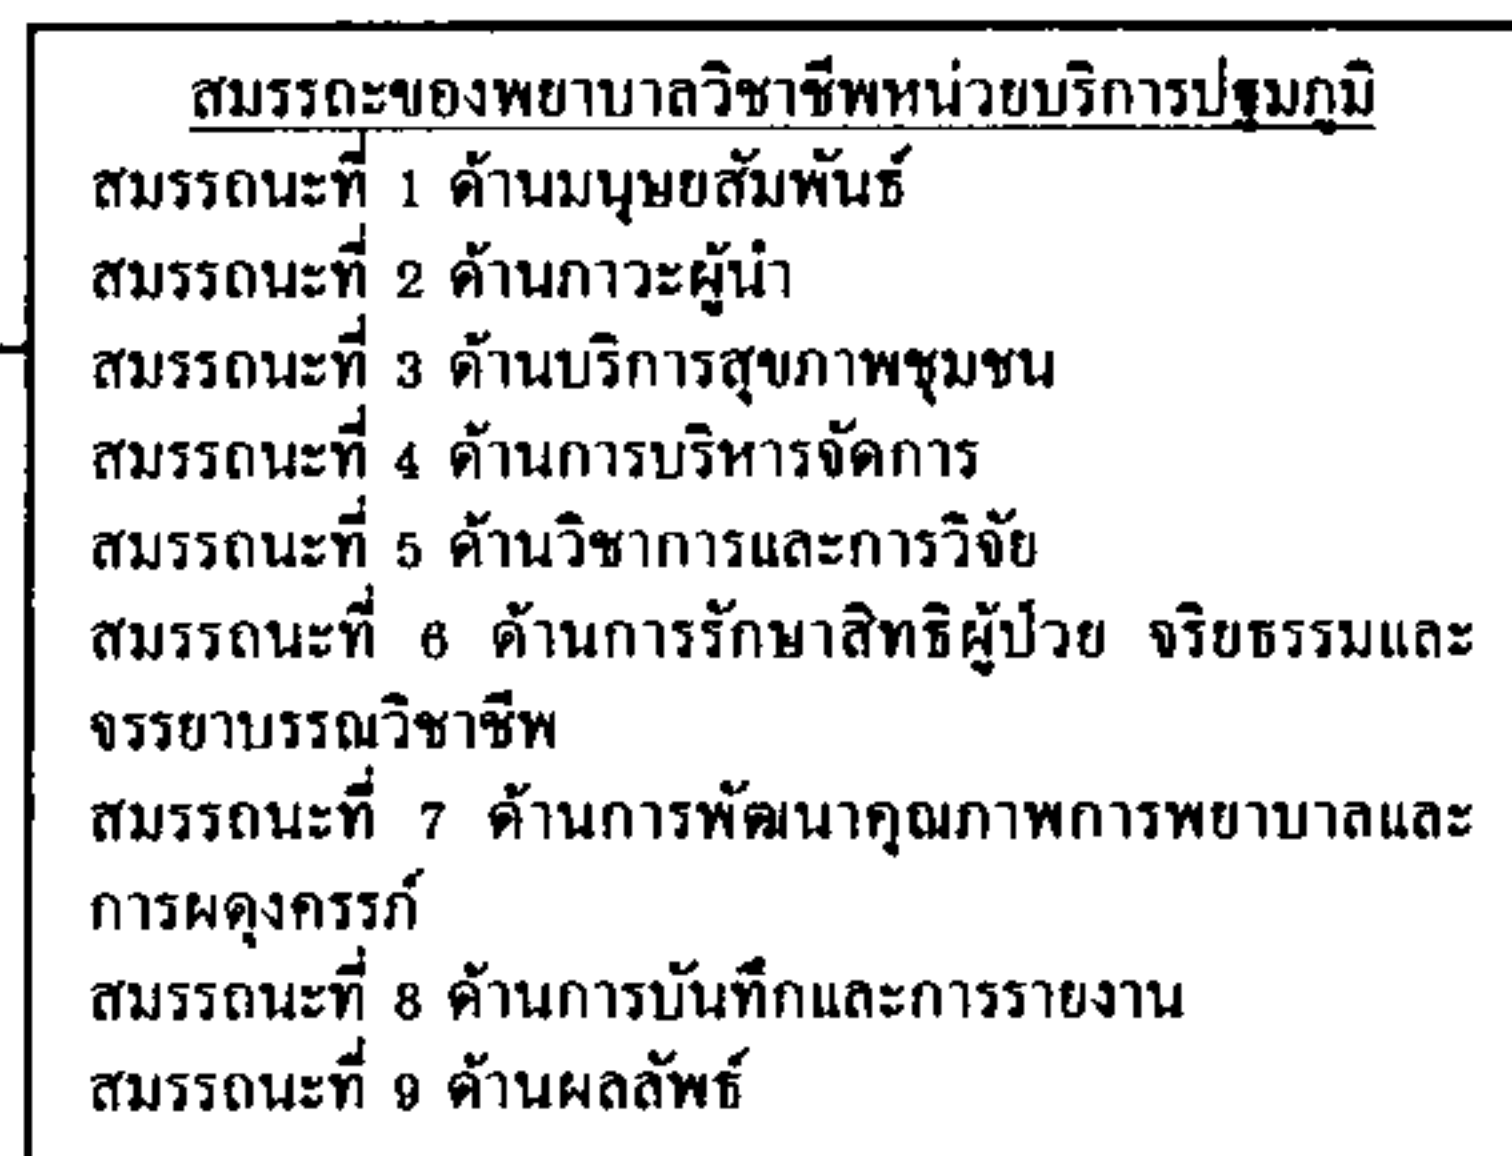 สมรรถะของพยาบาลวิชาชีพหน่วยบริการปฐมภูมิ
สมรรถนะที่ 1 ด้านมนุษยสัมพันธ์
สมรรถนะที่ 2 ด้านภาวะผู้นำ
สมรรถนะที่ 3 ด้านบริการสุขภาพชุมชน
สมรรถนะที่ 4 ด้านการบริหารจัดการ
สมรรถนะที่ 5 ด้านวิชาการและการวิจัย
สมรรถนะที่ 6 ด้านการรักษาสิทธิผู้ป่วย จริยธรรมและ
จรรยาบรรณวิชาชีพ
สมรรถนะที่ 7 ด้านการพัฒนาคุณภาพการพยาบาลและ
การผดุงครรภ์
สมรรถนะที่ 8 ด้านการบันทึกและการรายงาน
สมรรถนะที่ 9 ด้านผลลัพธ์